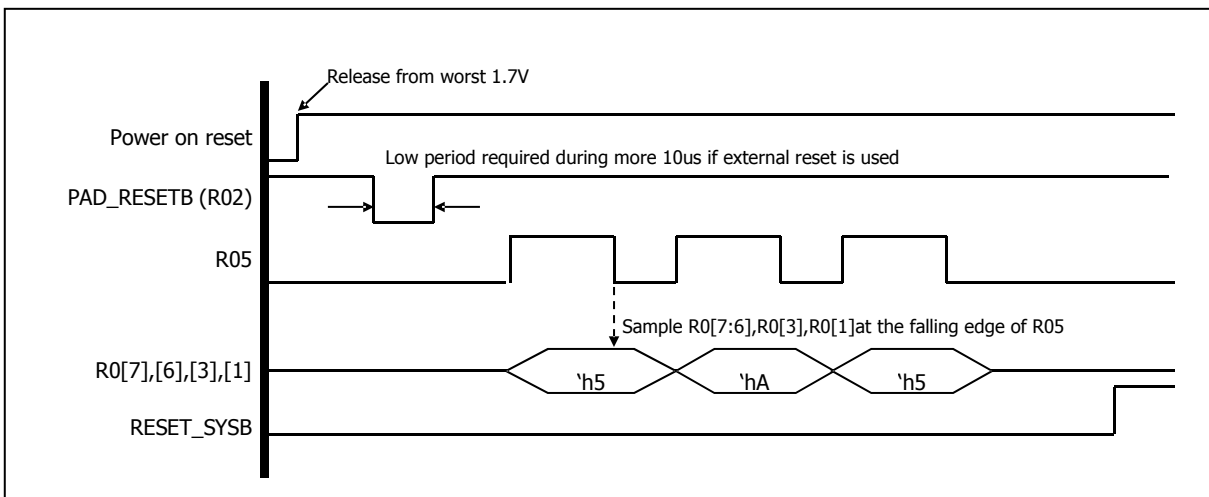 Release from worst 1.7V
Power on reset
Low period required during more 10us if external reset is used
PAD_RESETB (R02)
R05
Sample R0[7:6],R0[3],R0[1]at the falling edge of R05
R0[7],[6],[3],[1]
‘h5
‘hA
‘h5
RESET_SYSB